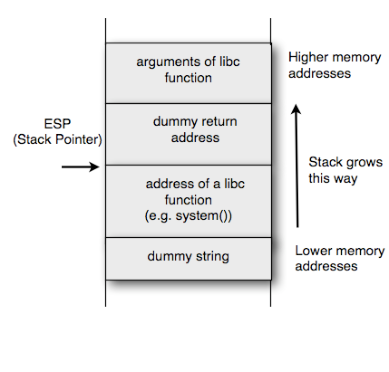 arguments of libc
function
Higher memory
addresses
ESP
(Stack Pointer)
dummy return
address
Stack grows
this way
address of a libc
function
(e.g. system())
dummy string
Lower memory
addresses